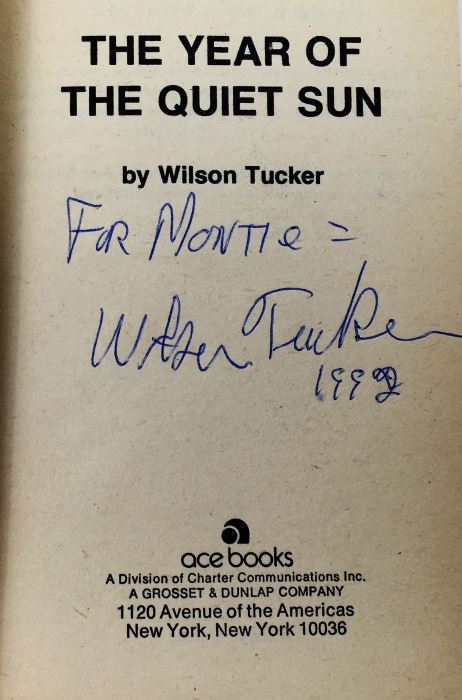 THE YEAR OF
THE QUIET SUN
by Wilson Tucker
FOR MONTIE =
Wilson Tucker
1992
ace books
A Division of Charter Communications Inc.
A GROSSET & DUNLAP COMPANY
1120 Avenue of the Americas
New York, New York 10036